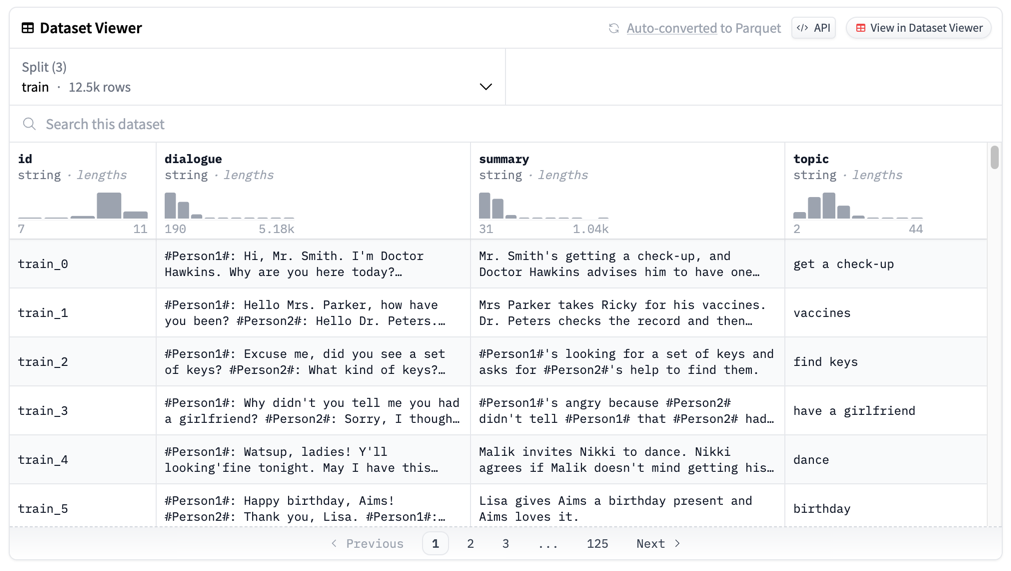 Dataset Viewer
Auto-converted to Parquet
API
View in Dataset Viewer
Split (3)
train · 12.5k rows
Search this dataset
id
string · lengths
7 11
dialogue
string · lengths
190 5.18k
summary
string · lengths
31 1.04k
topic
string · lengths
2 44
train_0
#Person1#: Hi, Mr. Smith. I'm Doctor
Hawkins. Why are you here today?…
Mr. Smith's getting a check-up, and
Doctor Hawkins advises him to have one…
get a check-up
train_1
#Person1#: Hello Mrs. Parker, how have
you been? #Person2#: Hello Dr. Peters.…
Mrs Parker takes Ricky for his vaccines.
Dr. Peters checks the record and then…
vaccines
train_2
#Person1#: Excuse me, did you see a set
of keys? #Person2#: What kind of keys?…
#Person1#'s looking for a set of keys and
asks for #Person2#'s help to find them.
find keys
train_3
#Person1#: Why didn't you tell me you had
a girlfriend? #Person2#: Sorry, I though…
#Person1#'s angry because #Person2#
didn't tell #Person1# that #Person2# had…
have a girlfriend
train_4
#Person1#: Watsup, ladies! Y'll
looking'fine tonight. May I have this…
Malik invites Nikki to dance. Nikki
agrees if Malik doesn't mind getting his…
dance
train_5
#Person1#: Happy birthday, Aims!
#Person2#: Thank you, Lisa. #Person1#:…
Lisa gives Aims a birthday present and
Aims loves it.
birthday
< Previous 1 2 3 ... 125 Next >